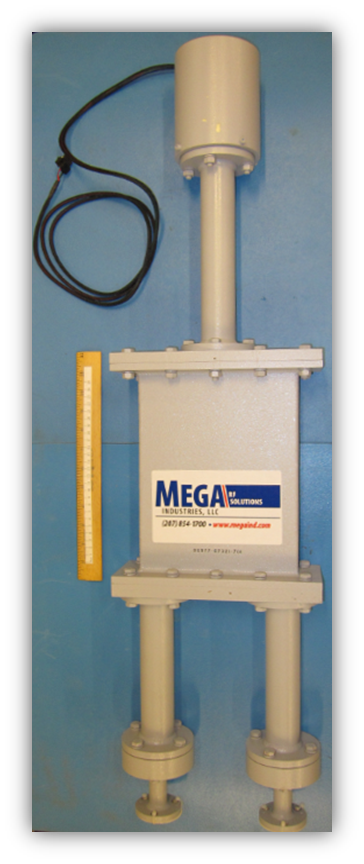 MEGA RF
SOLUTIONS
INDUSTRIES, LLC
(207) 854-1700 • www.megaind.com